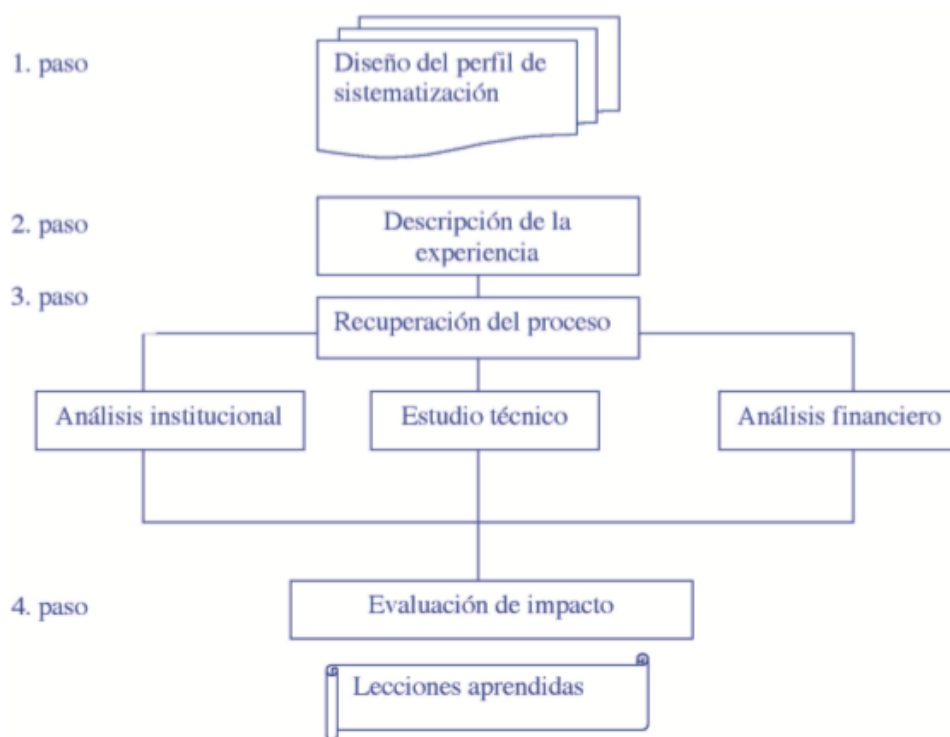 1. paso
Diseño del perfil de
sistematización
2. paso
Descripción de la
experiencia
3. paso
Recuperación del proceso
Análisis institucional
Estudio técnico
Análisis financiero
4. paso
Evaluación de impacto
Lecciones aprendidas